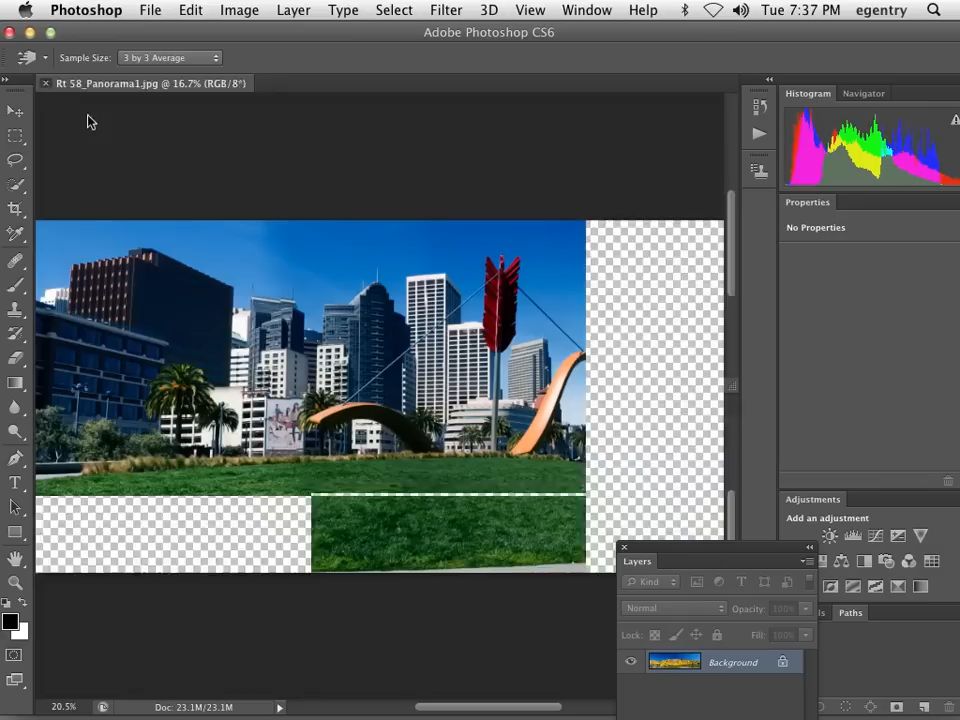 Photoshop File Edit Image Layer Type Select Filter 3D View Window Help Tue 7:37 PM egentry
Adobe Photoshop CS6
Sample Size: 3 by 3 Average
Rt 58_Panorama1.jpg @ 16.7% (RGB/8*)
Histogram Navigator
Properties
No Properties
Adjustments
Add an adjustment
Layers
Kind
Normal Opacity: 100%
Lock: Fill: 100%
Background
Paths
20.5% Doc: 23.1M/23.1M